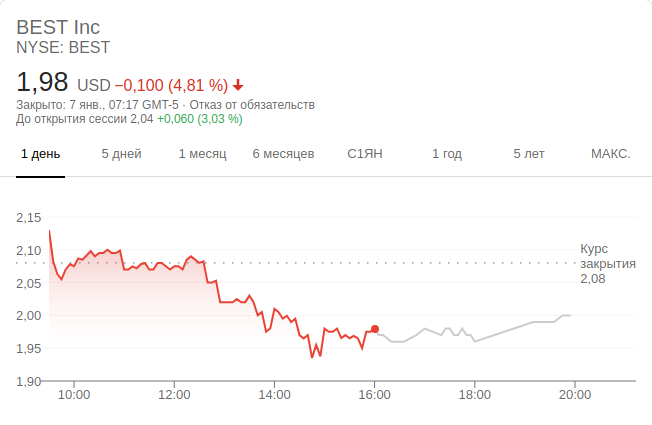 BEST Inc
NYSE: BEST
1,98 USD −0,100 (4,81 %)
Закрыто: 7 янв., 07:17 GMT-5 · Отказ от обязательств
До открытия сессии 2,04 +0,060 (3,03 %)
1 день 5 дней 1 месяц 6 месяцев С1ЯН 1 год 5 лет МАКС.
2,15
2,10
2,05
2,00
1,95
1,90
Курс
закрытия
2,08
10:00 12:00 14:00 16:00 18:00 20:00